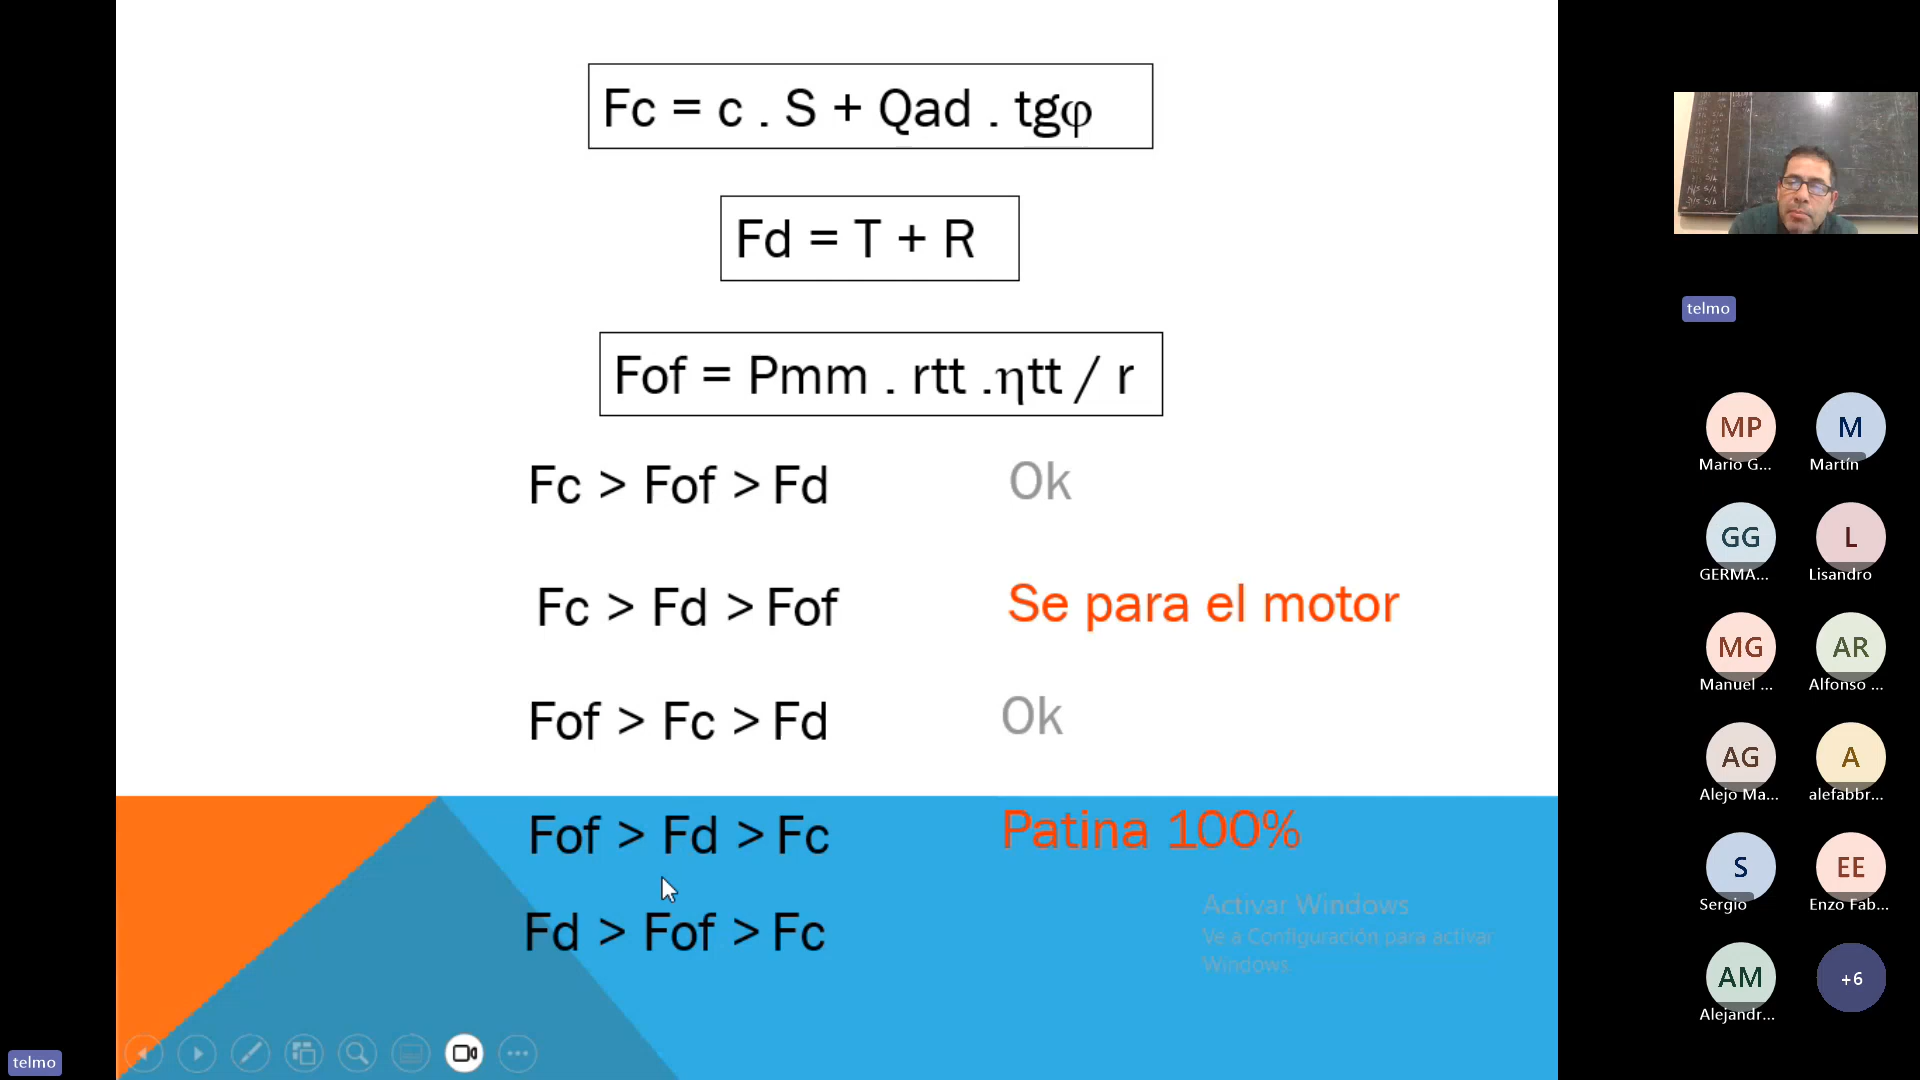 Fc = c . S + Qad . tgφ
Fd = T + R
Fof = Pmm . rtt .ηtt / r
Fc > Fof > Fd Ok
Fc > Fd > Fof Se para el motor
Fof > Fc > Fd Ok
Fof > Fd > Fc Patina 100%
Fd > Fof > Fc
Activar Windows
Ve a Configuración para activar
Windows.
telmo
telmo
MP M
Mario G... Martín
GG L
GERMA... Lisandro
MG AR
Manuel ... Alfonso ...
AG A
Alejo Ma... alefabbr...
S EE
Sergio Enzo Fab...
AM +6
Alejandr...